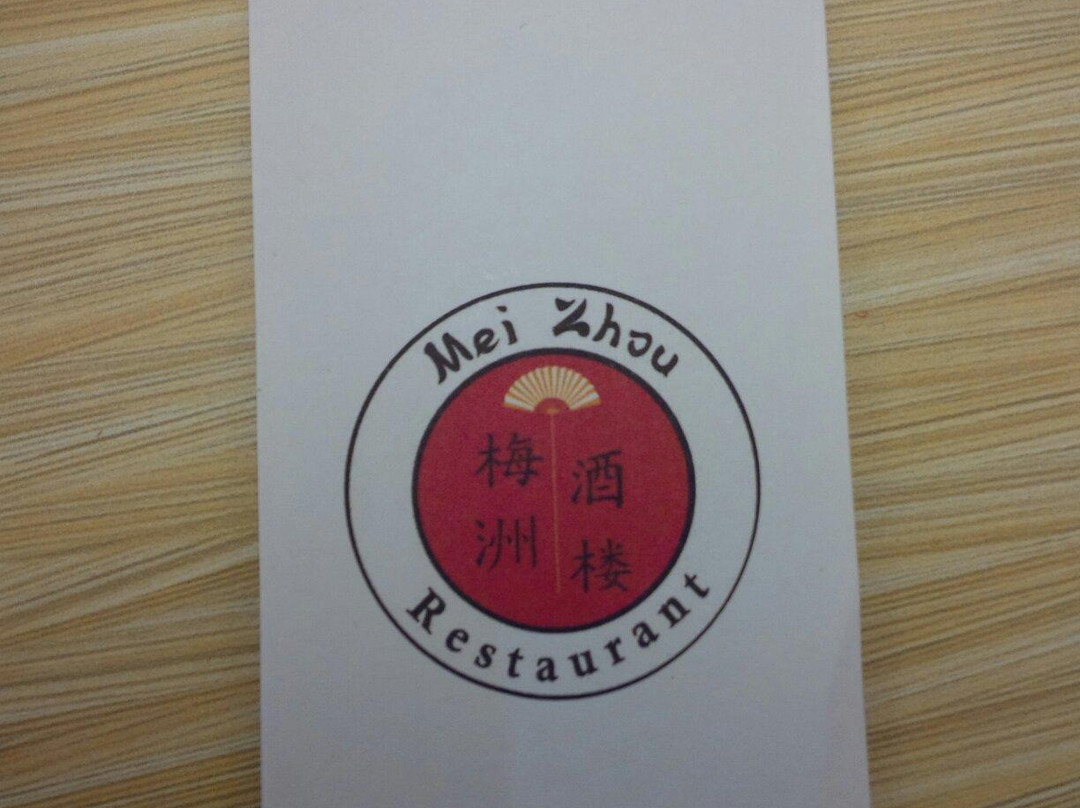 Mei Zhou
梅洲
酒楼
Restaurant